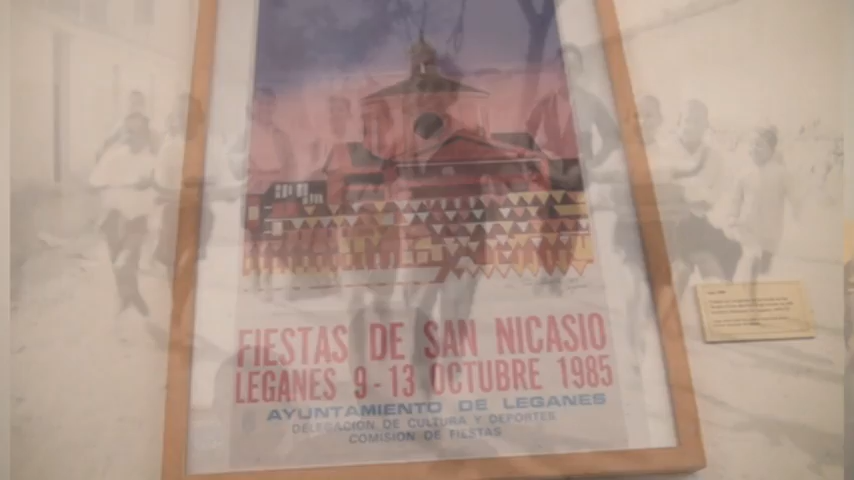 FIESTAS DE SAN NICASIO
LEGANES 9-13 OCTUBRE 1985
AYUNTAMIENTO DE LEGANES
DELEGACION DE CULTURA Y DEPORTES
COMISION DE FIESTAS